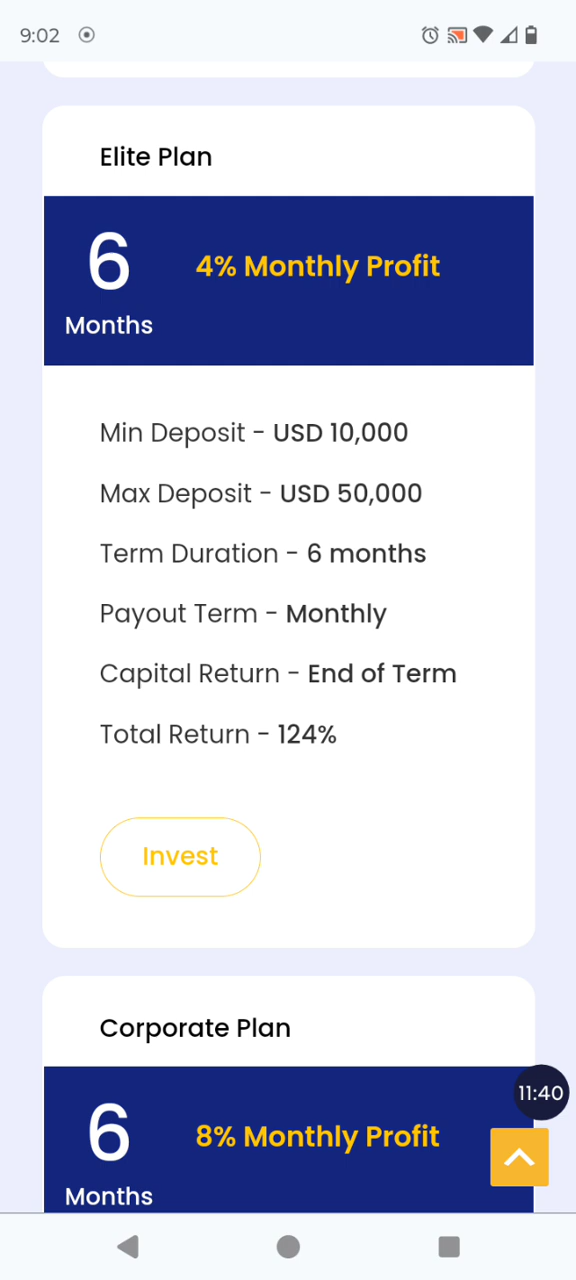 9:02
Elite Plan
6
Months
4% Monthly Profit
Min Deposit - USD 10,000
Max Deposit - USD 50,000
Term Duration - 6 months
Payout Term - Monthly
Capital Return - End of Term
Total Return - 124%
Invest
Corporate Plan
11:40
6
Months
8% Monthly Profit